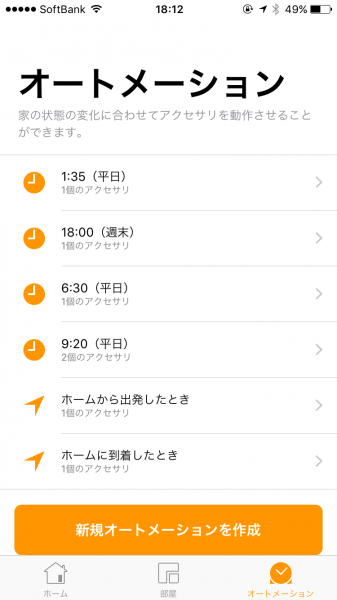 SoftBank 18:12 49%
オートメーション
家の状態の変化に合わせてアクセサリを動作させること
ができます。
1:35（平日）
1個のアクセサリ
18:00（週末）
1個のアクセサリ
6:30（平日）
1個のアクセサリ
9:20（平日）
2個のアクセサリ
ホームから出発したとき
1個のアクセサリ
ホームに到着したとき
1個のアクセサリ
新規オートメーションを作成
ホーム 部屋 オートメーション